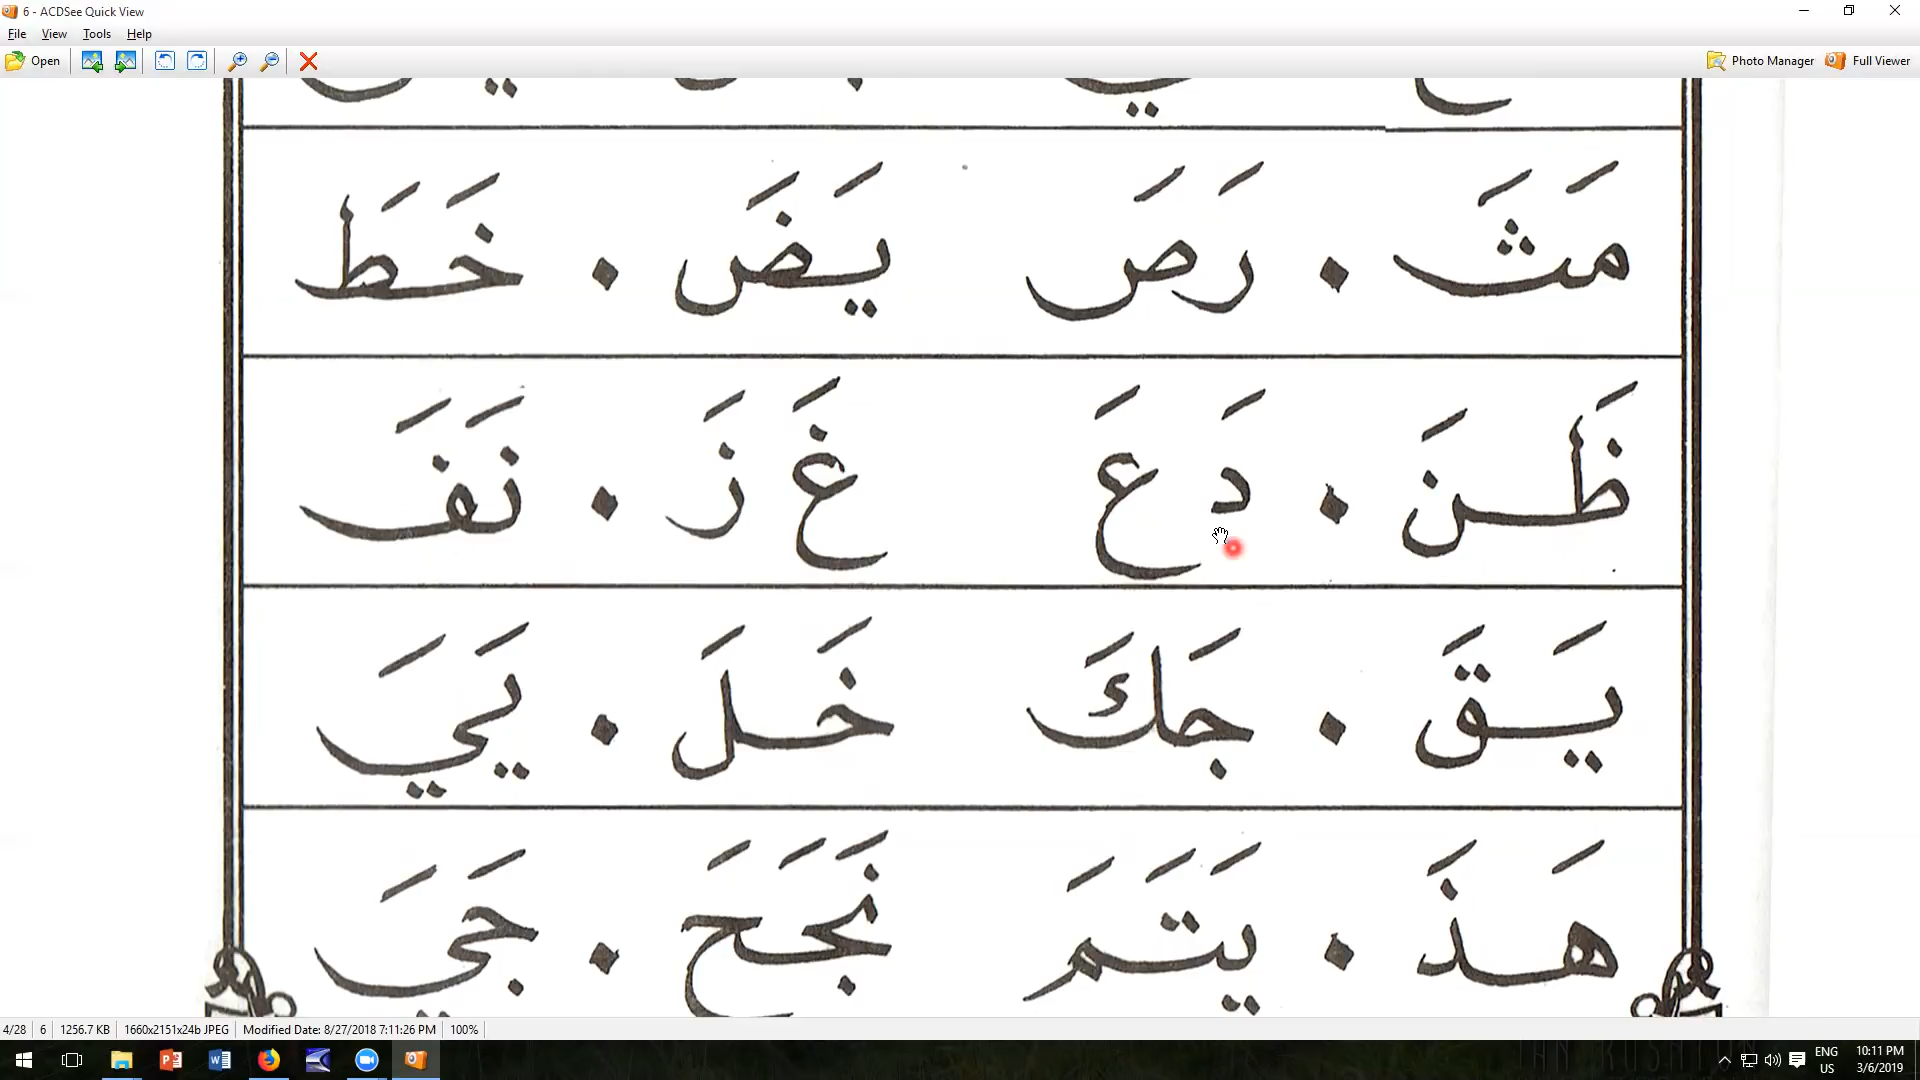 6 - ACDSee Quick View
File View Tools Help
Open Photo Manager Full Viewer
مَثَ • رَصَ يَضَ • خَطَ
ظَنَ • دَعَ غَزَ • نَفَ
يَقَ • جَكَ خَلَ • يَيَ
هَذَ • يَتَمَ نَجَحَ • جَيَ
4/28 6 1256.7 KB 1660x2151x24b JPEG Modified Date: 8/27/2018 7:11:26 PM 100%
ENG 10:11 PM
US 3/6/2019